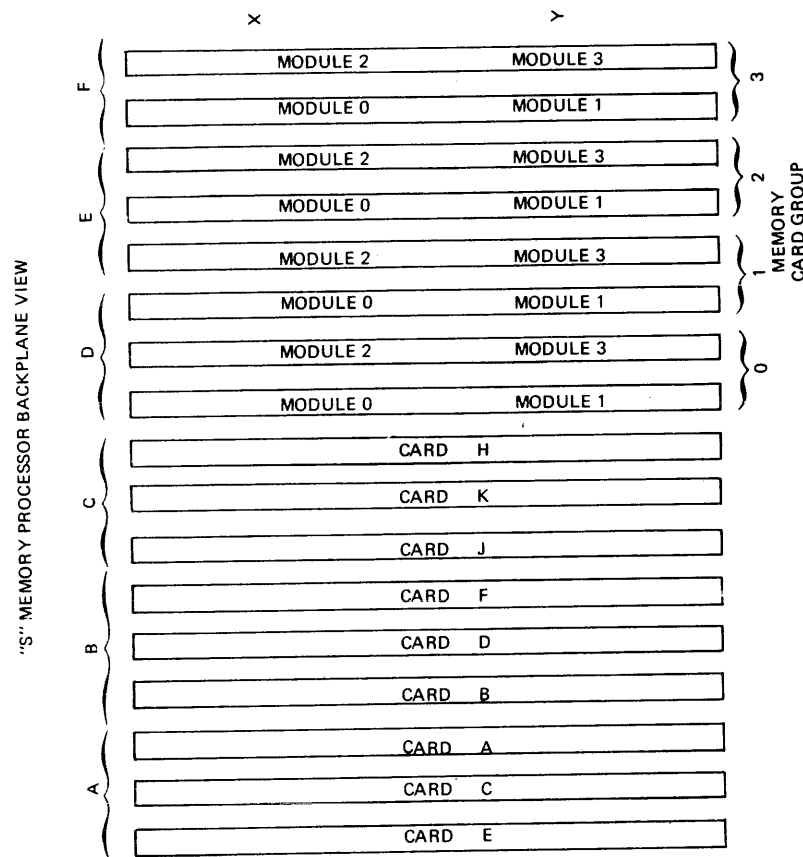 "S" MEMORY PROCESSOR BACKPLANE VIEW
X Y
F
MODULE 2 MODULE 3
MODULE 0 MODULE 1
3
E
MODULE 2 MODULE 3
MODULE 0 MODULE 1
2
MODULE 2 MODULE 3
D
MODULE 0 MODULE 1
1
MEMORY
CARD GROUP
MODULE 2 MODULE 3
MODULE 0 MODULE 1
0
C
CARD H
CARD K
CARD J
B
CARD F
CARD D
CARD B
A
CARD A
CARD C
CARD E